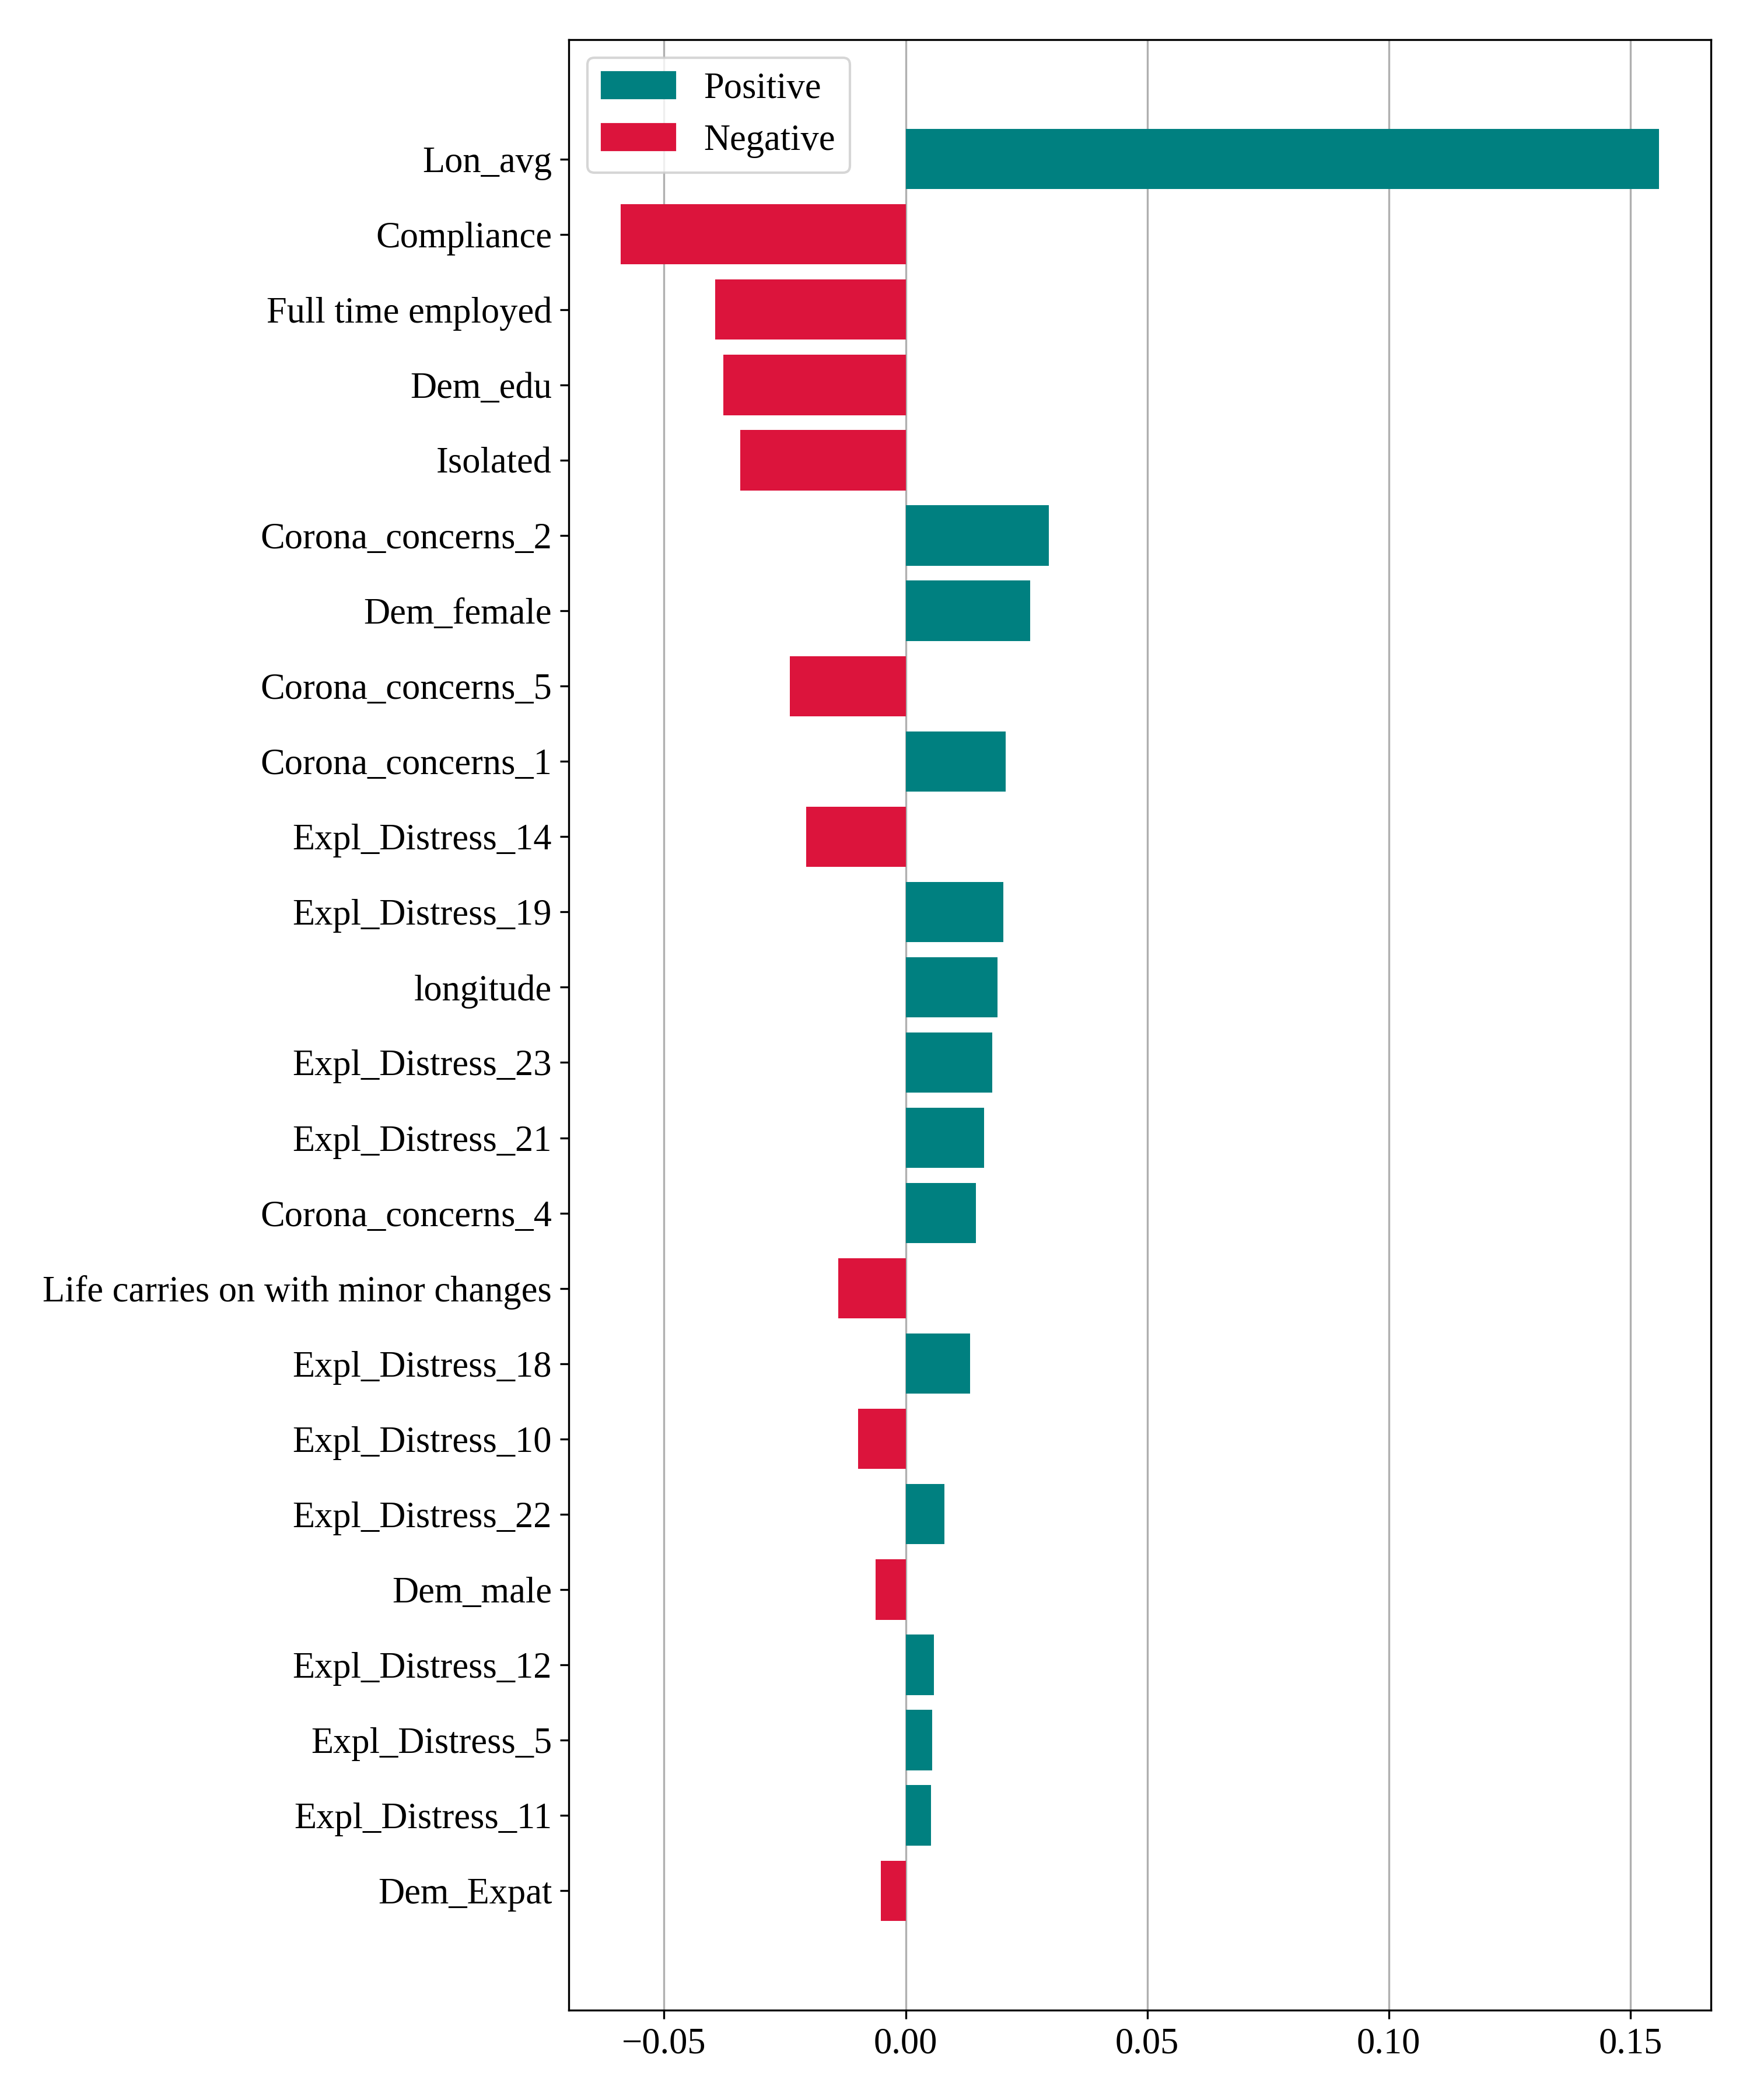 Positive
Negative
Lon_avg
Compliance
Full time employed
Dem_edu
Isolated
Corona_concerns_2
Dem_female
Corona_concerns_5
Corona_concerns_1
Expl_Distress_14
Expl_Distress_19
longitude
Expl_Distress_23
Expl_Distress_21
Corona_concerns_4
Life carries on with minor changes
Expl_Distress_18
Expl_Distress_10
Expl_Distress_22
Dem_male
Expl_Distress_12
Expl_Distress_5
Expl_Distress_11
Dem_Expat
−0.05 0.00 0.05 0.10 0.15